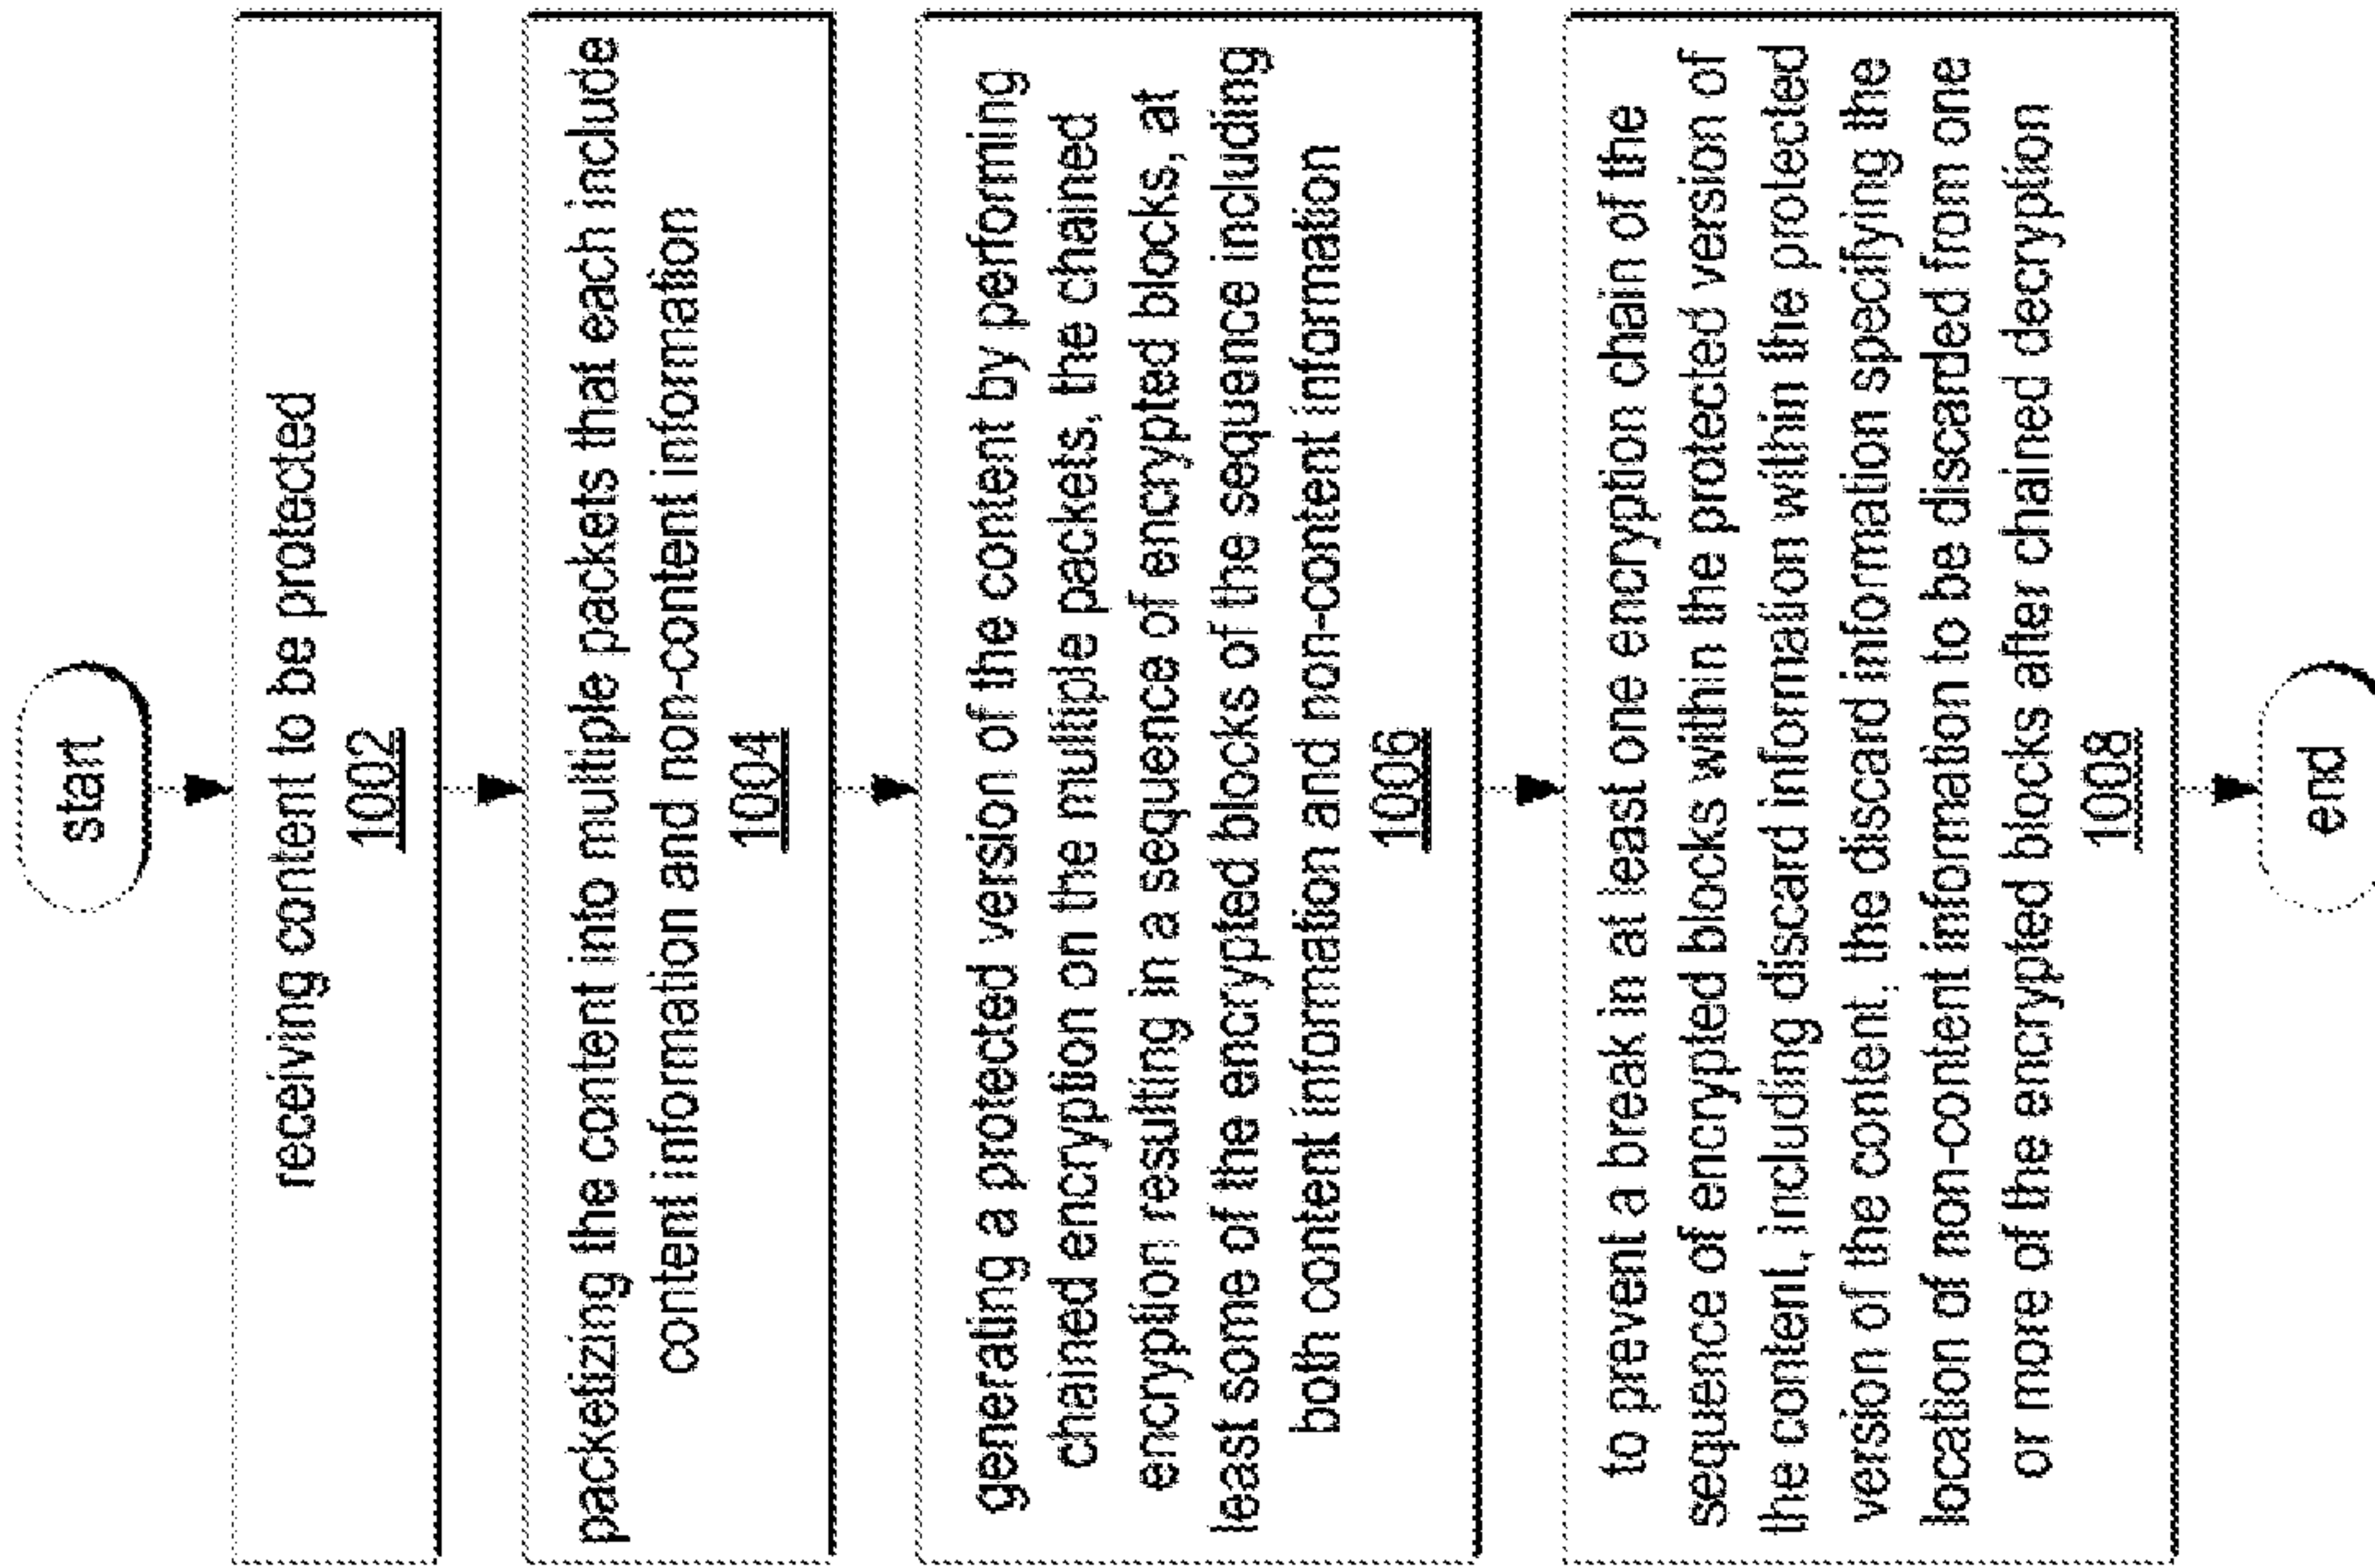 start
receiving content to be protected
1002
packetizing the content into multiple packets that each include
content information and non-content information
1004
generating a protected version of the content by performing
chained encryption on the multiple packets, the chained
encryption resulting in a sequence of encrypted blocks, at
least some of the encrypted blocks of the sequence including
both content information and non-content information
1006
to prevent a break in at least one encryption chain of the
sequence of encrypted blocks within the protected version of
the content, including discard information within the protected
version of the content, the discard information specifying the
location of non-content information to be discarded from one
or more of the encrypted blocks after chained decryption
1008
end